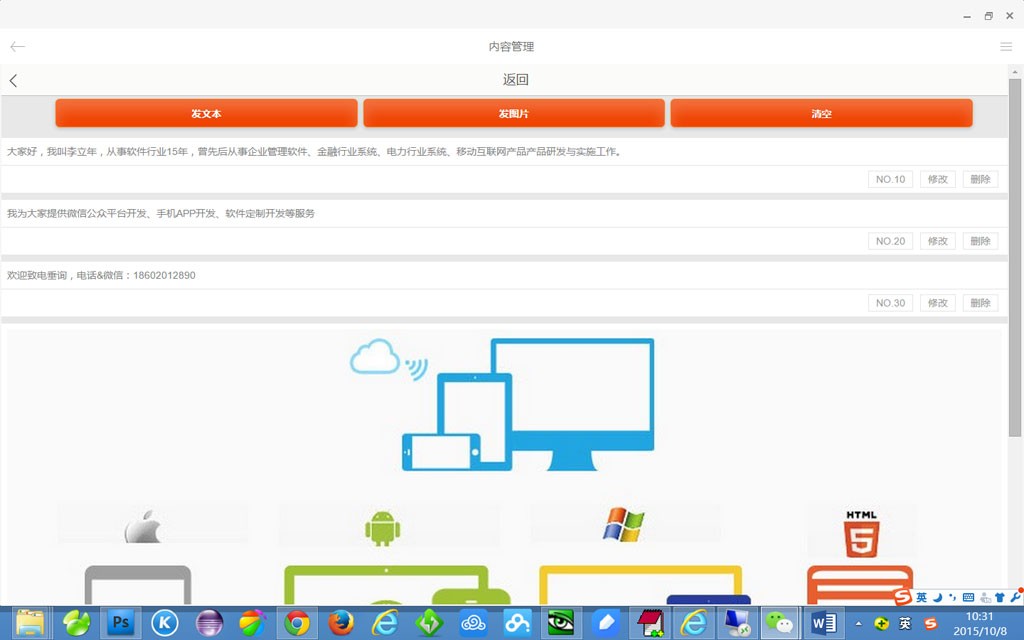 内容管理
返回
发文本
发图片
清空
大家好，我叫李立年，从事软件行业15年，曾先后从事企业管理软件、金融行业系统、电力行业系统、移动互联网产品产品研发与实施工作。
NO.10
修改
删除
我为大家提供微信公众平台开发、手机APP开发、软件定制开发等服务
NO.20
修改
删除
欢迎致电垂询，电话&微信：18602012890
NO.30
修改
删除
HTML
5
英
Ps
K
W
英
10:31
2015/10/8